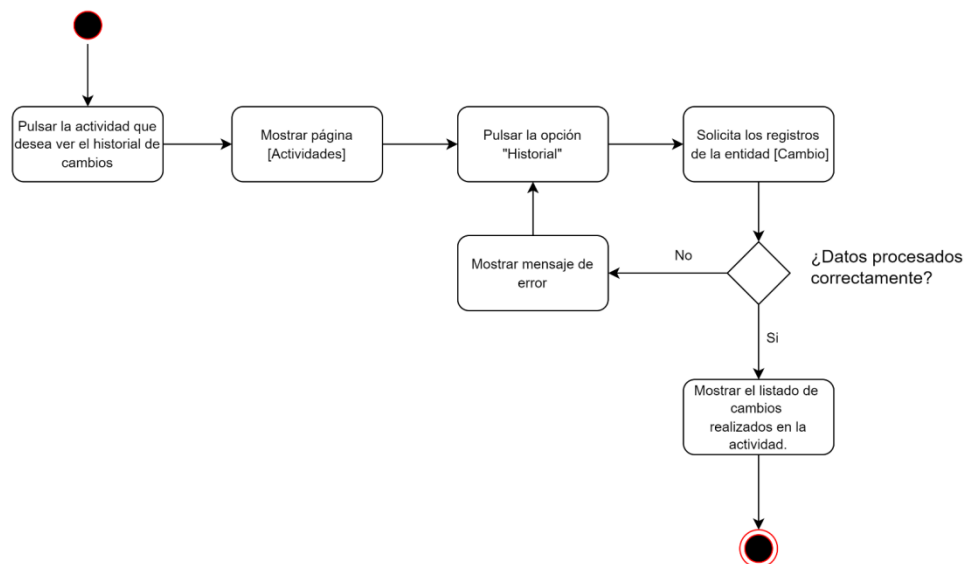 Pulsar la actividad que
desea ver el historial de
cambios
Mostrar página
[Actividades]
Pulsar la opción
"Historial"
Solicita los registros
de la entidad [Cambio]
Mostrar mensaje de
error
No
¿Datos procesados
correctamente?
Si
Mostrar el listado de
cambios
realizados en la
actividad.